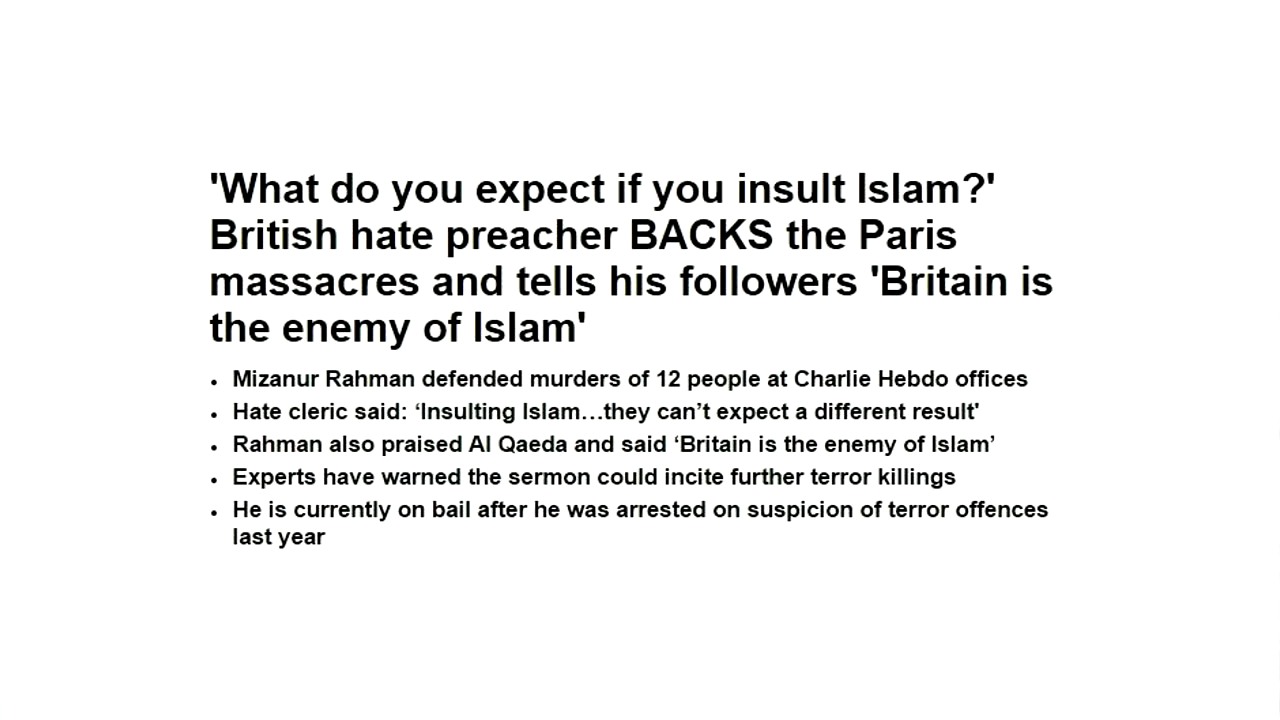 'What do you expect if you insult Islam?'
British hate preacher BACKS the Paris
massacres and tells his followers 'Britain is
the enemy of Islam'
• Mizanur Rahman defended murders of 12 people at Charlie Hebdo offices
• Hate cleric said: ‘Insulting Islam…they can’t expect a different result'
• Rahman also praised Al Qaeda and said ‘Britain is the enemy of Islam’
• Experts have warned the sermon could incite further terror killings
• He is currently on bail after he was arrested on suspicion of terror offences
last year